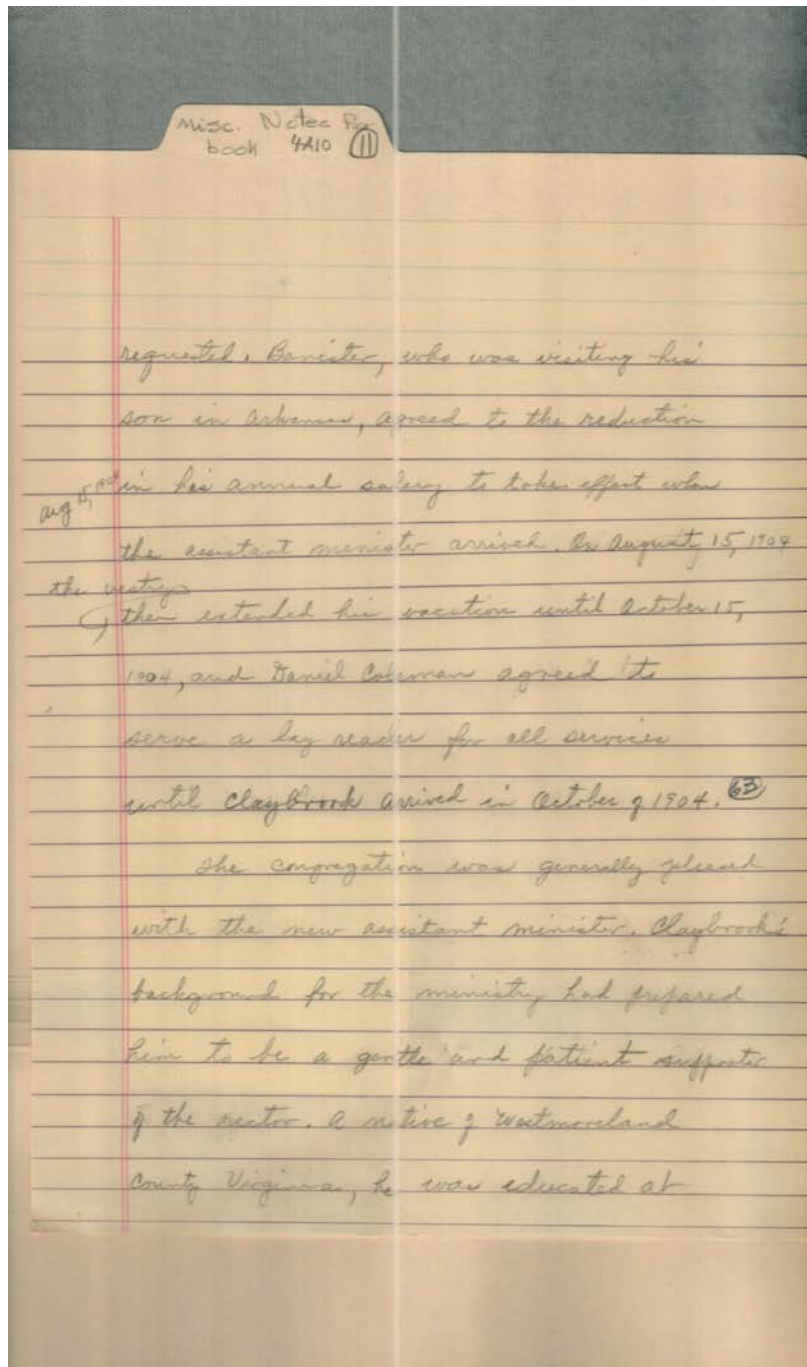 Misc. Notes For
book 4A10 11
requested. Banister, who was visiting his
son in Arkansas, agreed to the reduction
in his annual salary to take effect when
Aug 15, 1904
the assistant minister arrived. On August, 15, 1904
the vestry
then extended his vacation until October 15,
1904, and Daniel Coleman agreed to
serve a lay reader for all services
until Claybrook arrived in October of 1904. 63
The congregation was generally pleased
with the new assistant minister. Claybrook's
background for the ministry had prepared
him to be a gentle and patient supporter
of the rector. A native of Westmoreland
County Virginia, he was educated at